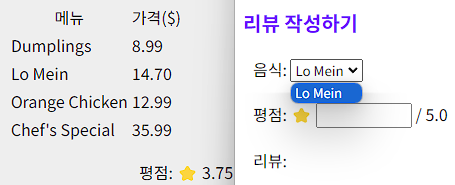 메뉴 가격($)
Dumplings 8.99
Lo Mein 14.70
Orange Chicken 12.99
Chef's Special 35.99
평점: ⭐ 3.75
리뷰 작성하기
음식: Lo Mein
Lo Mein
평점: ⭐ / 5.0
리뷰: